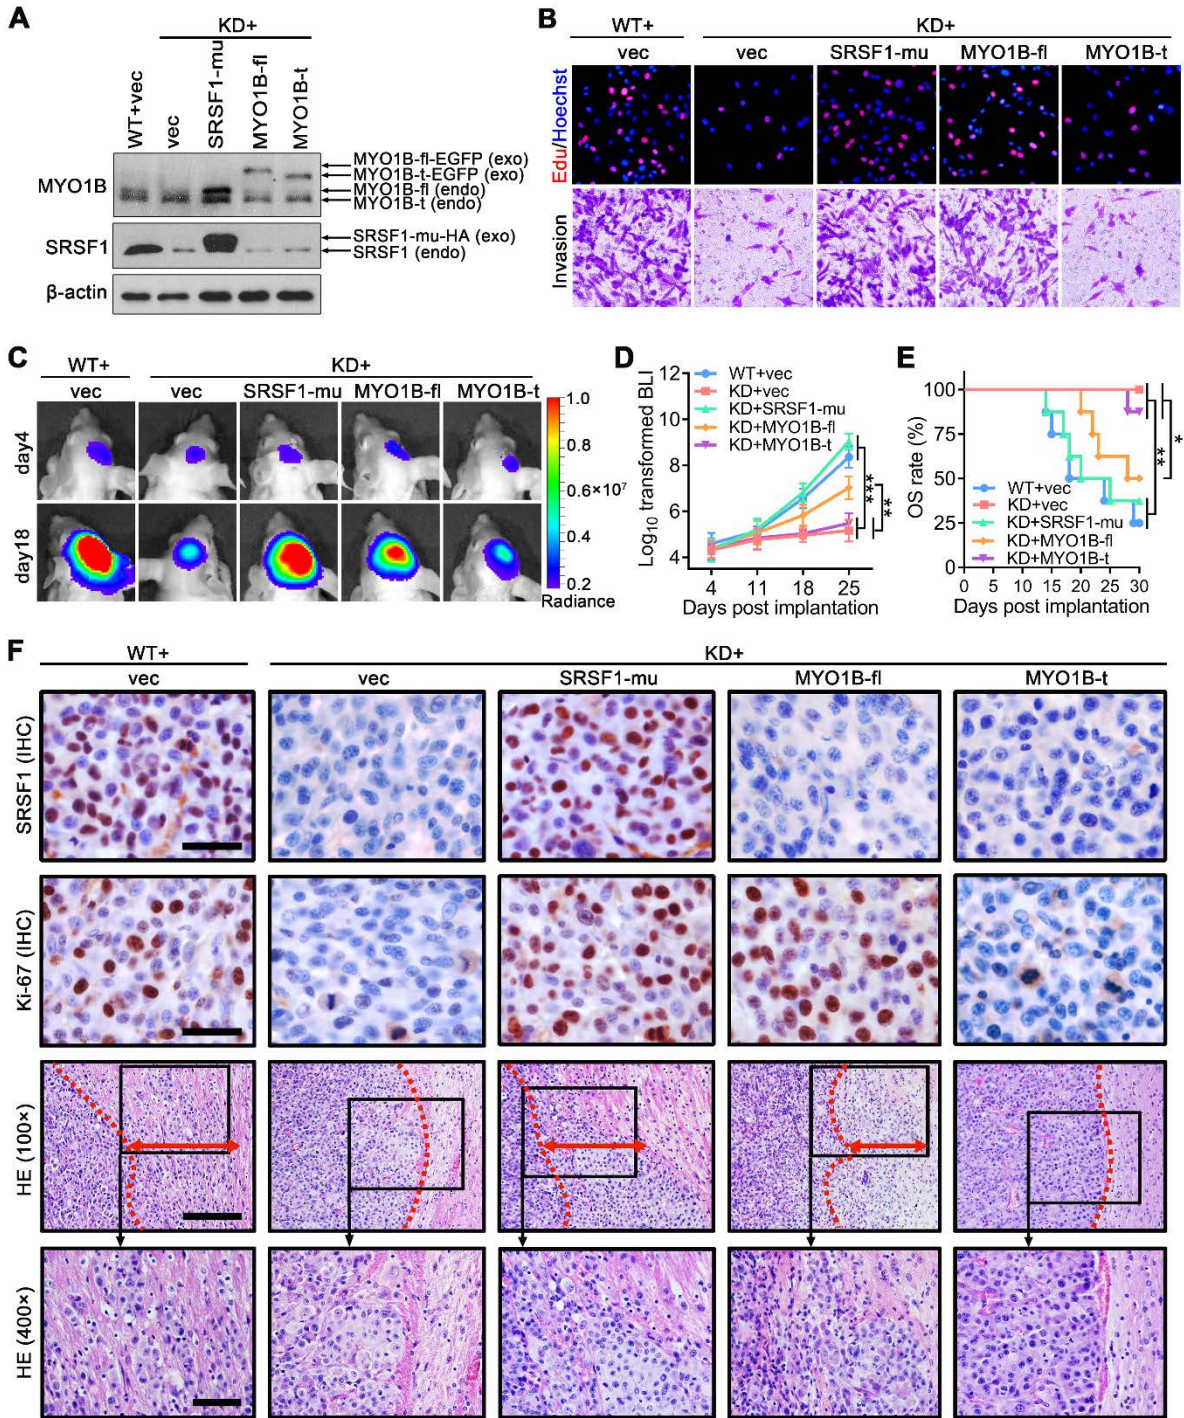 A
KD+
WT+vec
vec
SRSF1-mu
MYO1B-fl
MYO1B-t
MYO1B
MYO1B-fl-EGFP (exo)
MYO1B-t-EGFP (exo)
MYO1B-fl (endo)
MYO1B-t (endo)
SRSF1
SRSF1-mu-HA (exo)
SRSF1 (endo)
β-actin
B
WT+
KD+
vec
vec
SRSF1-mu
MYO1B-fl
MYO1B-t
Edu/Hoechst
Invasion
C
WT+
KD+
vec
vec
SRSF1-mu
MYO1B-fl
MYO1B-t
day4
day18
1.0
0.8
0.6×10⁷
0.4
0.2
Radiance
D
Log₁₀ transformed BLI
12
10
8
6
4
WT+vec
KD+vec
KD+SRSF1-mu
KD+MYO1B-fl
KD+MYO1B-t
***
**
4
11
18
25
Days post implantation
E
OS rate (%)
100
75
50
25
0
WT+vec
KD+vec
KD+SRSF1-mu
KD+MYO1B-fl
KD+MYO1B-t
**
*
0
5
10
15
20
25
30
Days post implantation
F
WT+
KD+
vec
vec
SRSF1-mu
MYO1B-fl
MYO1B-t
SRSF1 (IHC)
Ki-67 (IHC)
HE (100×)
HE (400×)